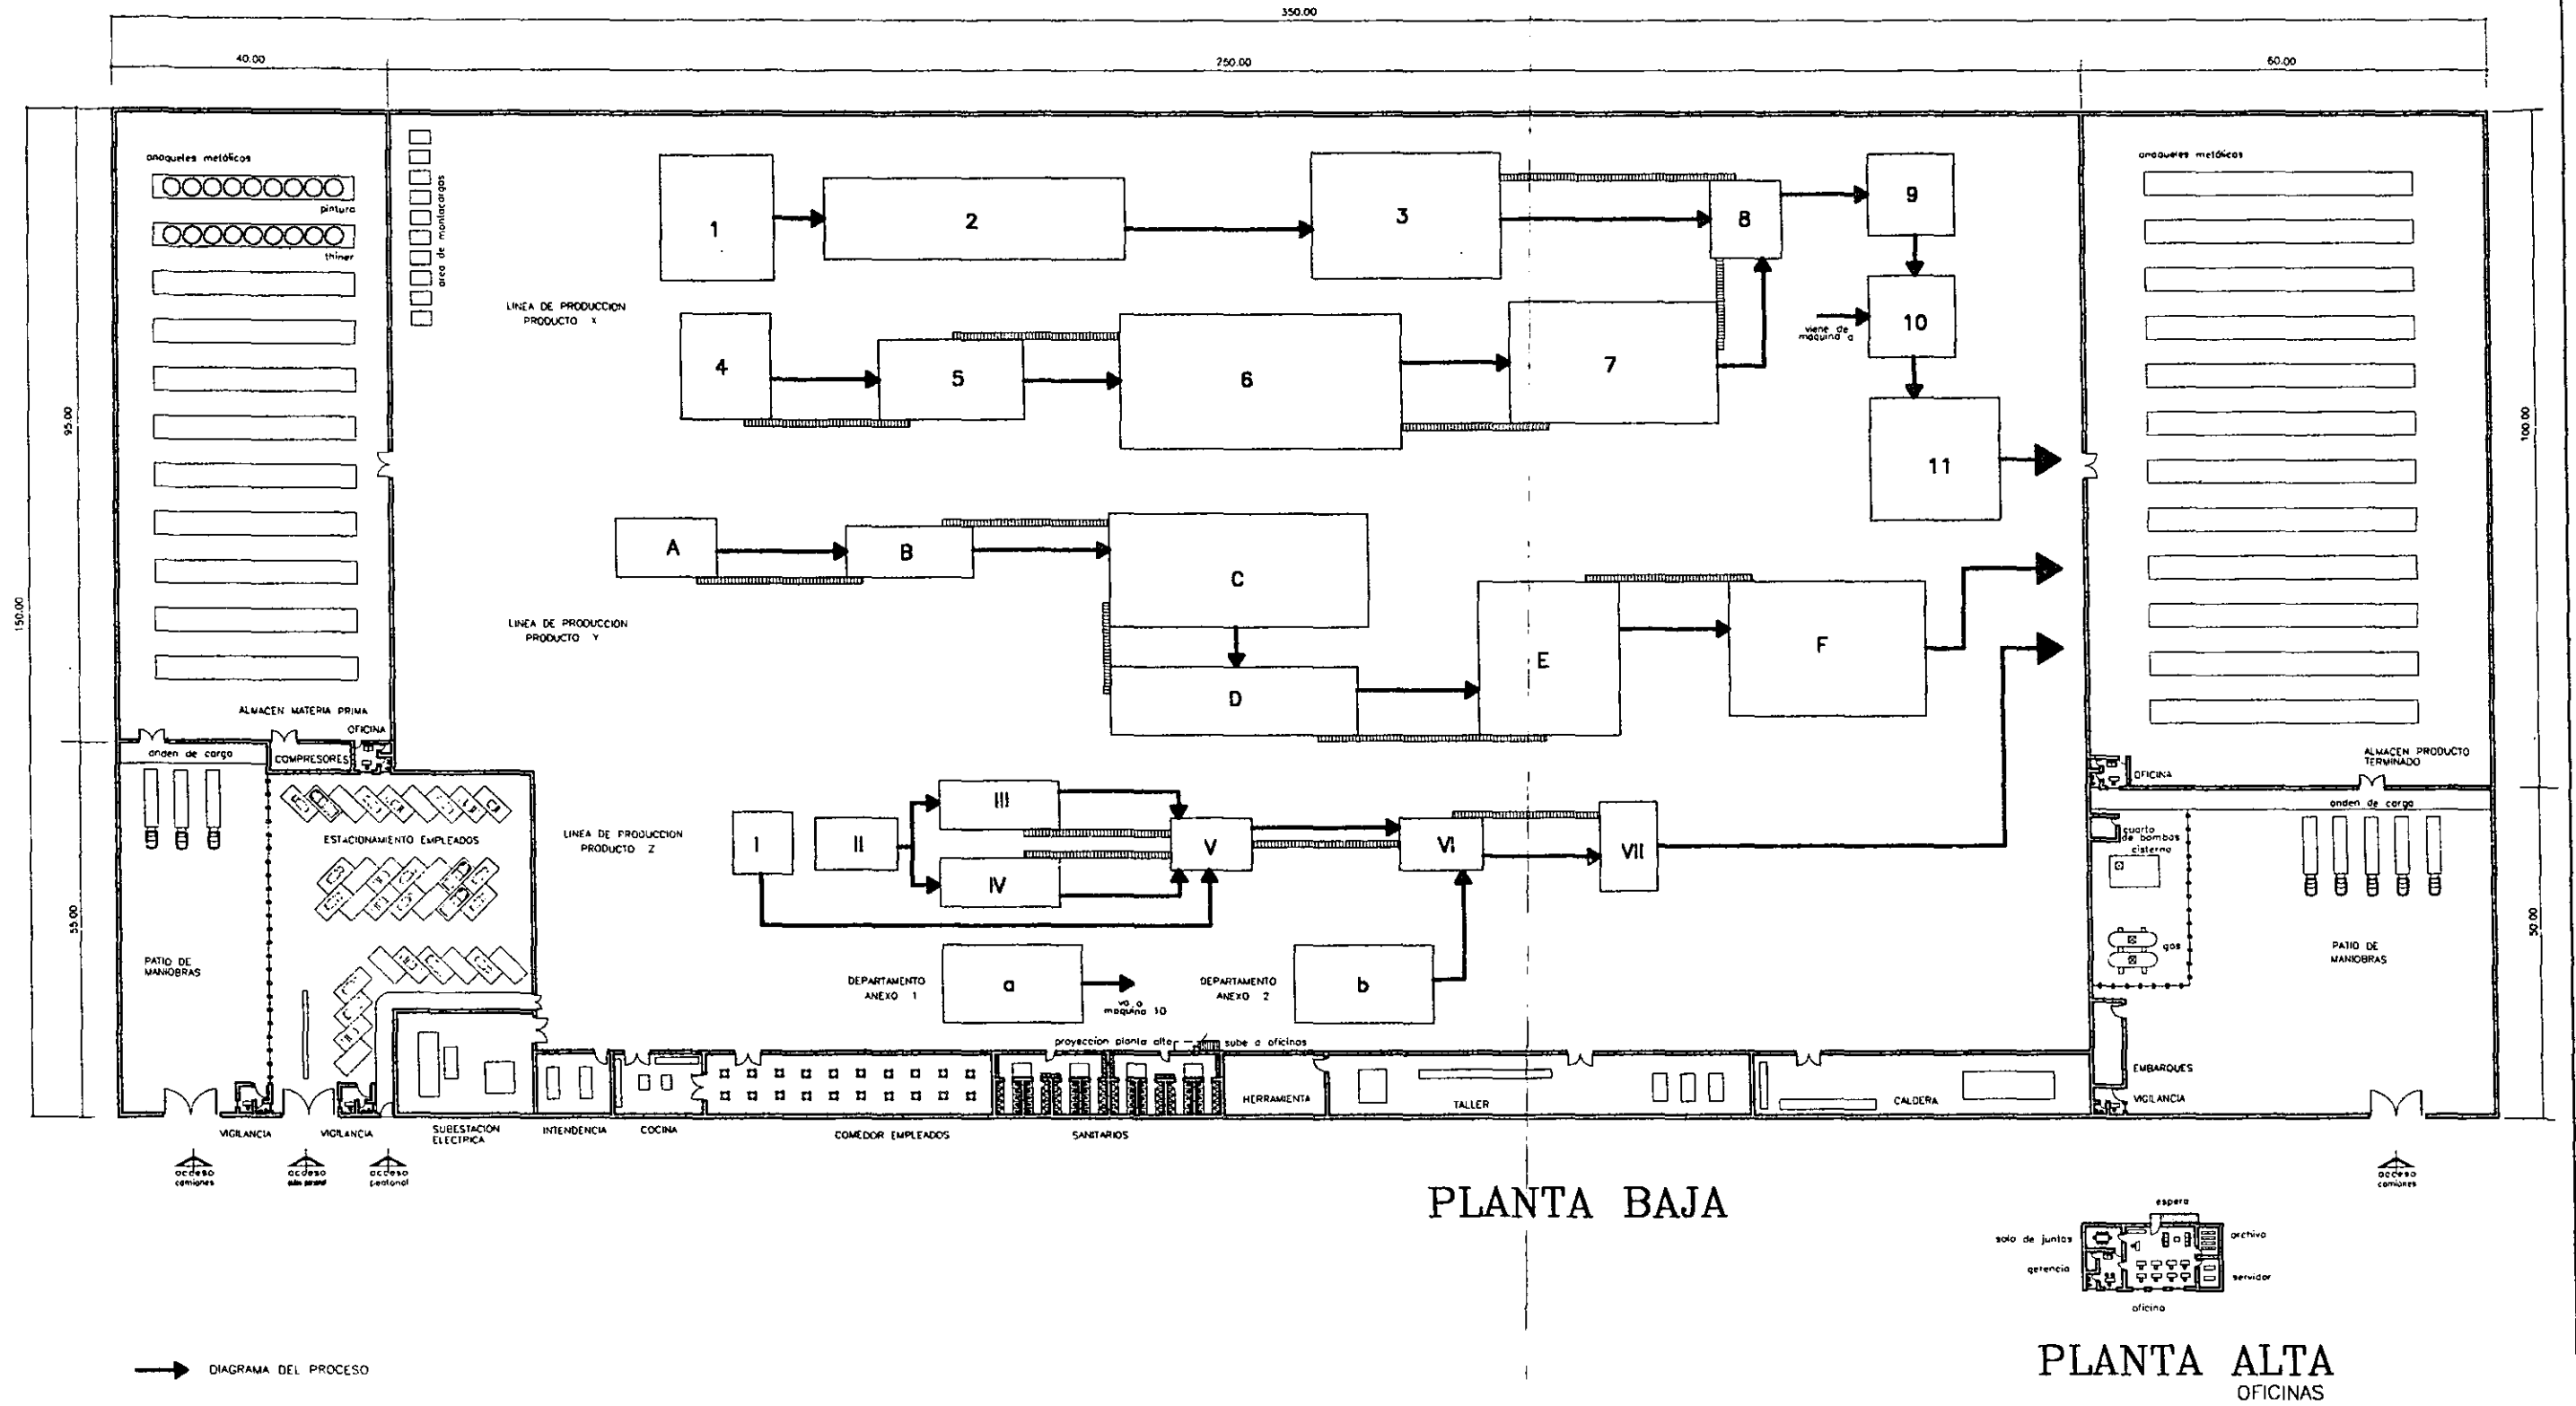 350.00
40.00
250.00
60.00
150.00
95.00
55.00
100.00
50.00
anaqueles metálicos
pintura
thiner
area de montacargas
anaqueles metálicos
1
2
3
8
9
LINEA DE PRODUCCION
PRODUCTO X
4
5
6
7
10
viene de
maquina a
11
A
B
C
D
E
F
LINEA DE PRODUCCION
PRODUCTO Y
ALMACEN MATERIA PRIMA
OFICINA
anden de carga
COMPRESORES
ESTACIONAMIENTO EMPLEADOS
PATIO DE
MANIOBRAS
LINEA DE PRODUCCION
PRODUCTO Z
I
II
III
IV
V
VI
VII
DEPARTAMENTO
ANEXO 1
a
va a
maquina 10
DEPARTAMENTO
ANEXO 2
b
OFICINA
ALMACEN PRODUCTO
TERMINADO
anden de carga
cuarto
de bombas
cisterna
gas
PATIO DE
MANIOBRAS
EMBARQUES
VIGILANCIA
proyeccion planta alta
sube a oficinas
HERRAMIENTA
TALLER
CALDERA
VIGILANCIA
VIGILANCIA
SUBESTACION
ELECTRICA
INTENDENCIA
COCINA
COMEDOR EMPLEADOS
SANITARIOS
acceso
camiones
acceso
acceso
peatonal
acceso
camiones
PLANTA BAJA
espera
sala de juntas
archivo
gerencia
servidor
oficina
PLANTA ALTA
OFICINAS
DIAGRAMA DEL PROCESO